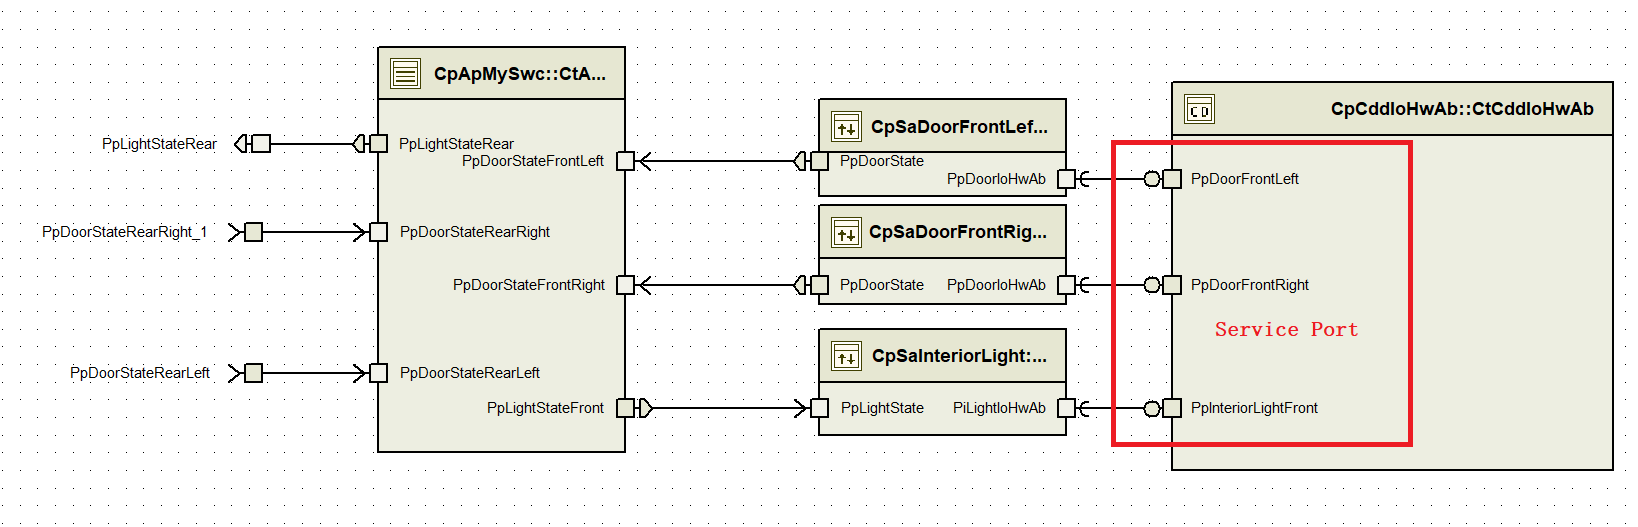 CpApMySwc::CtA...
PpLightStateRear
PpLightStateRear
PpDoorStateFrontLeft
PpDoorStateRearRight_1
PpDoorStateRearRight
PpDoorStateFrontRight
PpDoorStateRearLeft
PpDoorStateRearLeft
PpLightStateFront
CpSaDoorFrontLef...
PpDoorState
PpDoorIoHwAb
CpSaDoorFrontRig...
PpDoorState
PpDoorIoHwAb
CpSaInteriorLight:...
PpLightState
PiLightIoHwAb
CD
CpCddIoHwAb::CtCddIoHwAb
PpDoorFrontLeft
PpDoorFrontRight
Service Port
PpInteriorLightFront